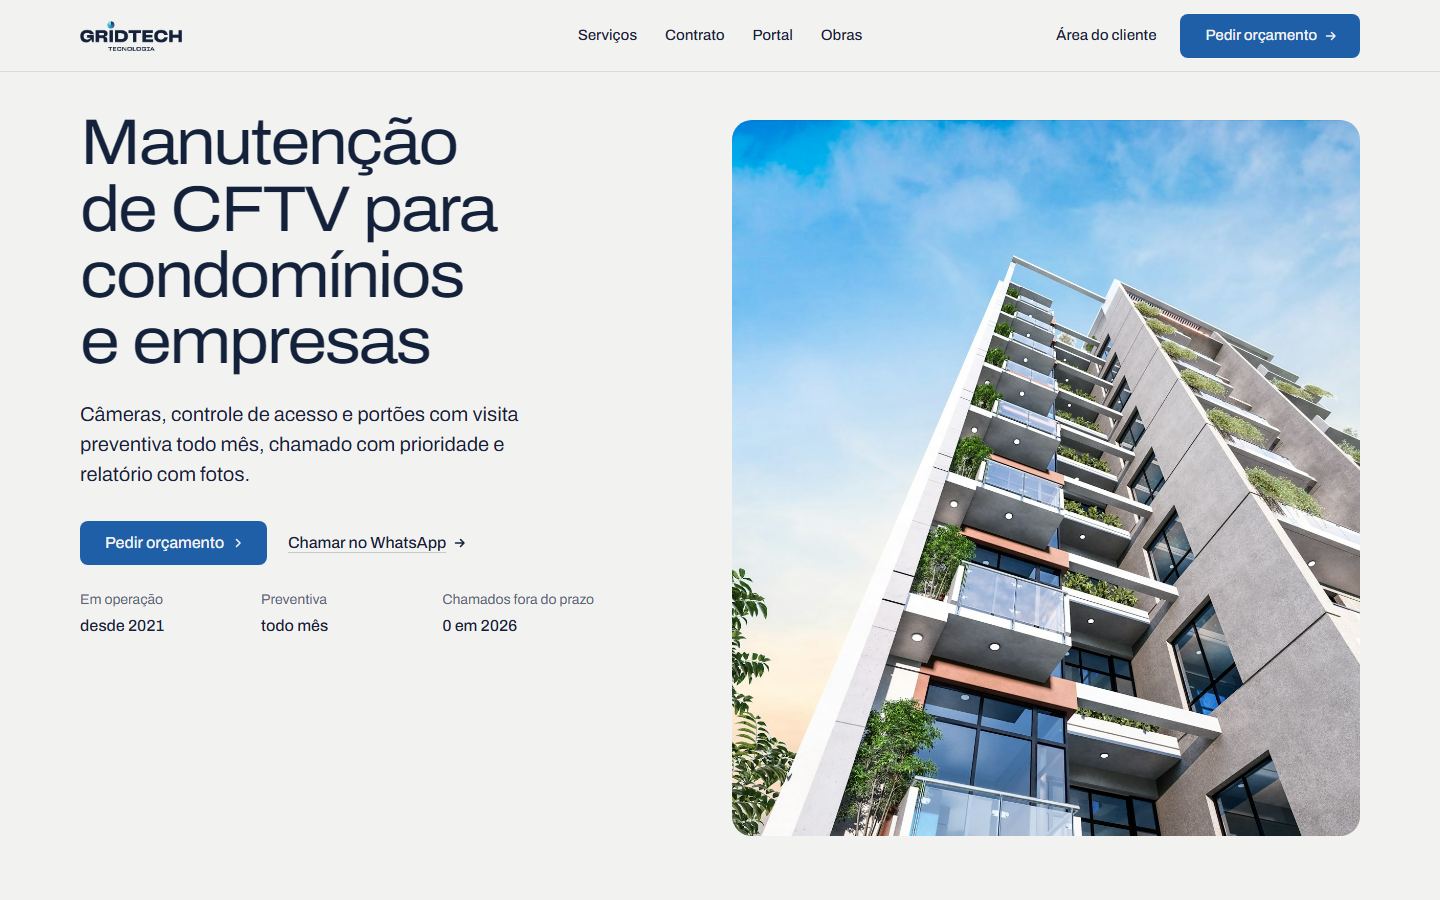 GRIDTECH
TECNOLOGIA
Serviços
Contrato
Portal
Obras
Área do cliente
Pedir orçamento
Manutenção
de CFTV para
condomínios
e empresas
Câmeras, controle de acesso e portões com visita
preventiva todo mês, chamado com prioridade e
relatório com fotos.
Pedir orçamento
Chamar no WhatsApp
Em operação
desde 2021
Preventiva
todo mês
Chamados fora do prazo
0 em 2026